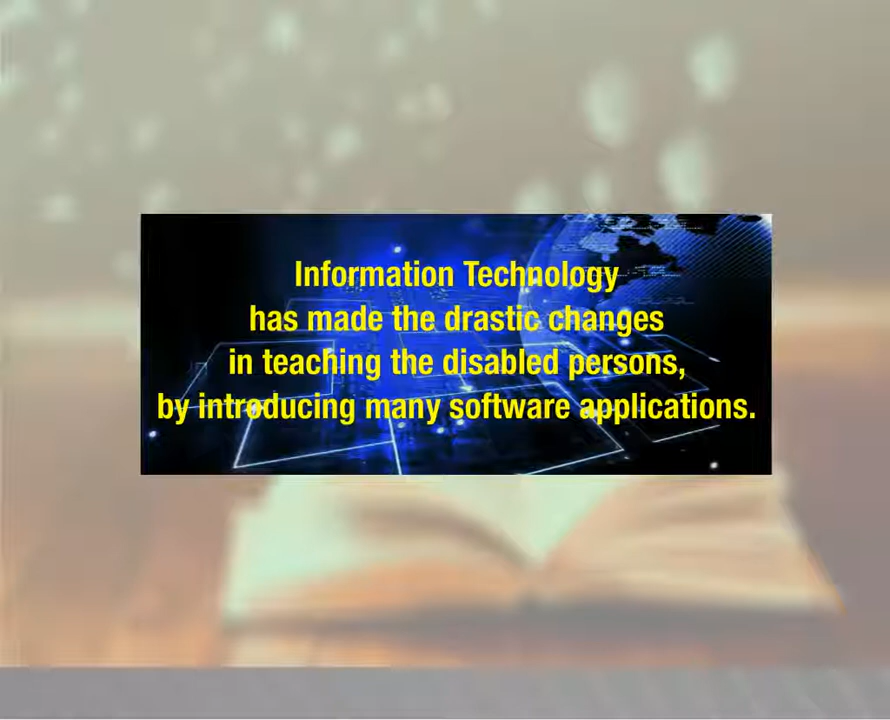 Information Technology
has made the drastic changes
in teaching the disabled persons,
by introducing many software applications.